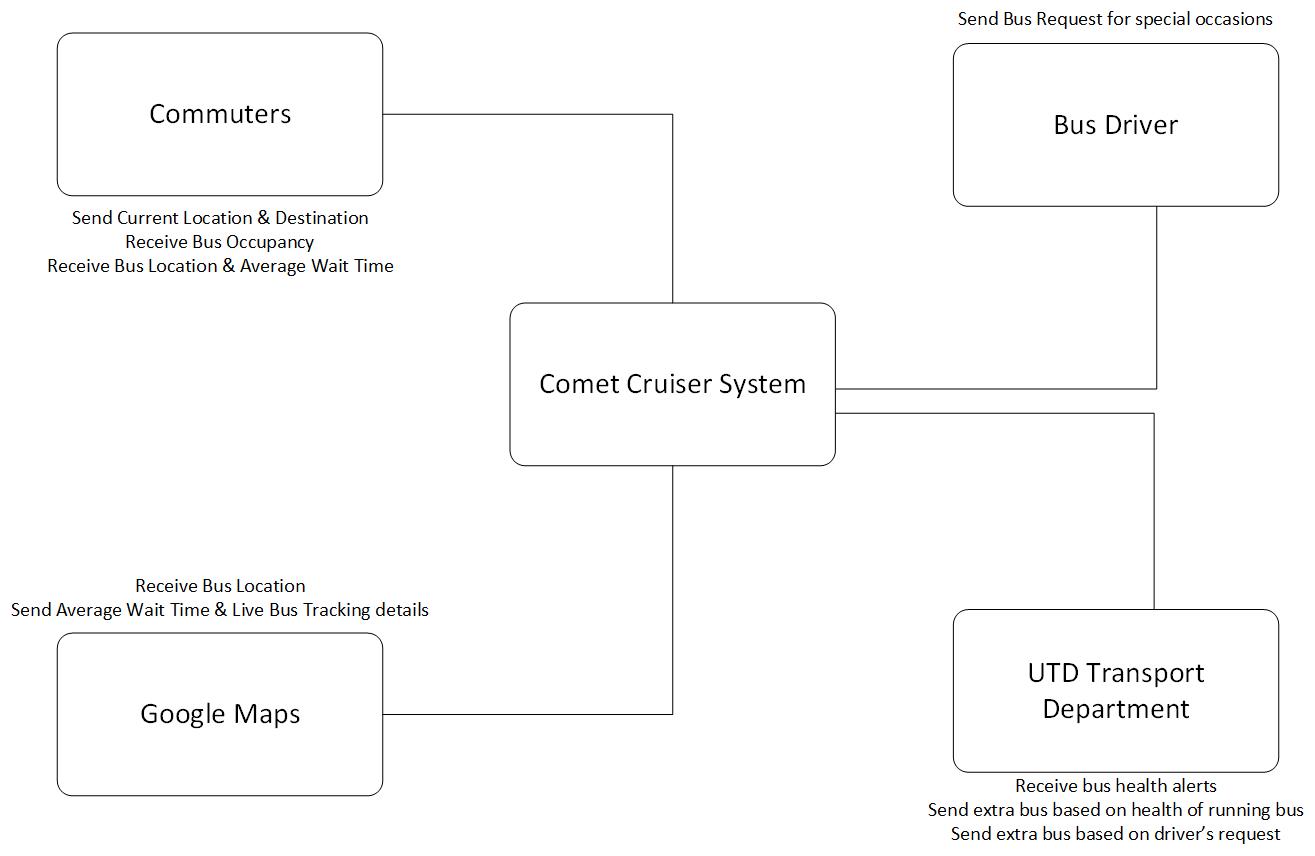 Send Bus Request for special occasions
Commuters
Bus Driver
Send Current Location & Destination
Receive Bus Occupancy
Receive Bus Location & Average Wait Time
Comet Cruiser System
Receive Bus Location
Send Average Wait Time & Live Bus Tracking details
Google Maps
UTD Transport
Department
Receive bus health alerts
Send extra bus based on health of running bus
Send extra bus based on driver’s request